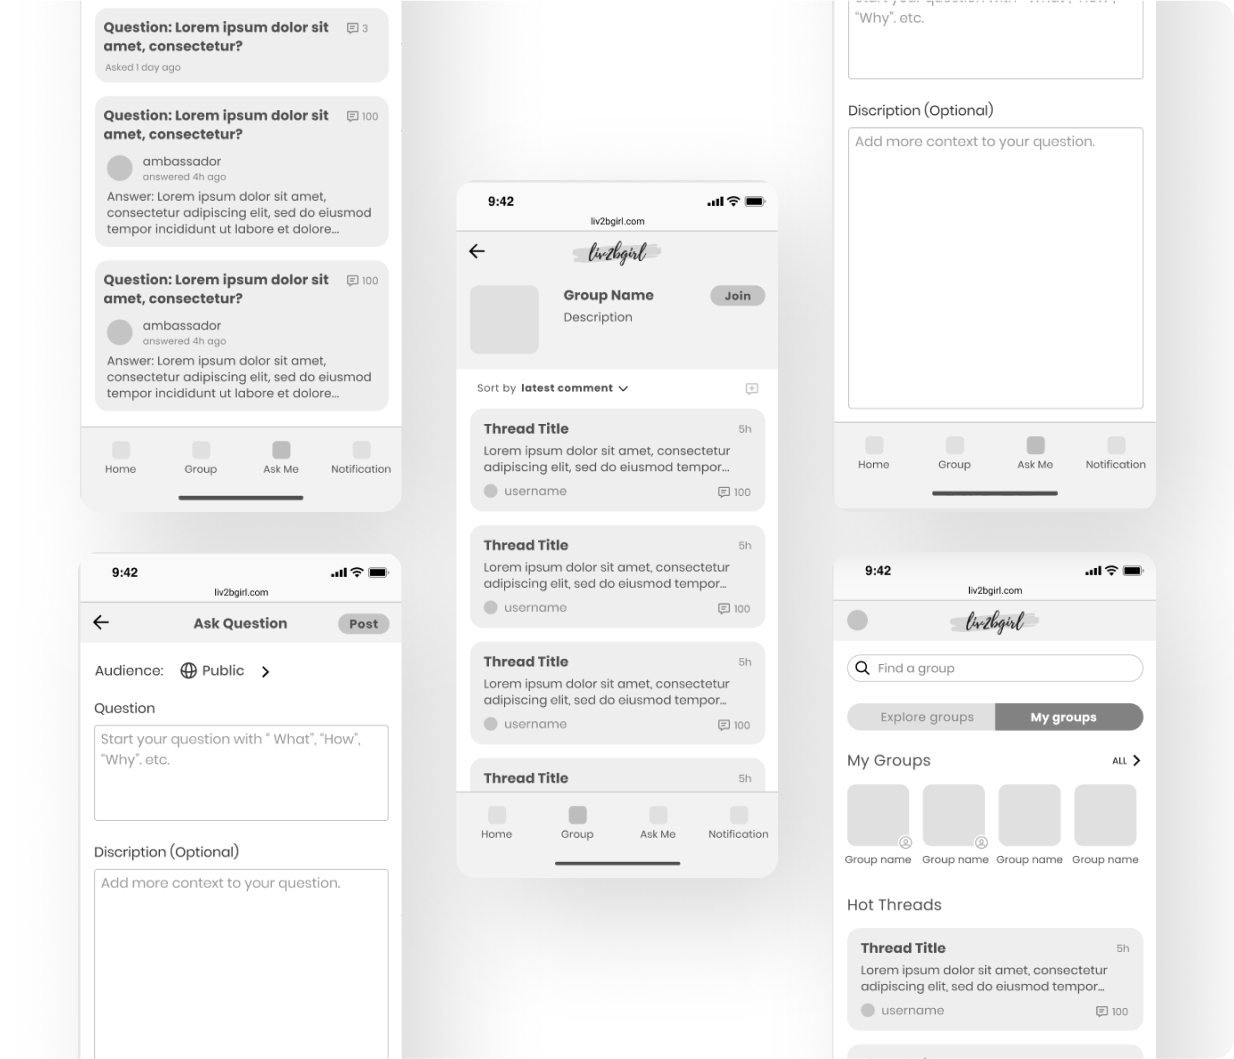 Question: Lorem ipsum dolor sit
amet, consectetur?
3
Asked 1 day ago
Question: Lorem ipsum dolor sit
amet, consectetur?
100
ambassador
answered 4h ago
Answer: Lorem ipsum dolor sit amet,
consectetur adipiscing elit, sed do eiusmod
tempor incididunt ut labore et dolore...
Question: Lorem ipsum dolor sit
amet, consectetur?
100
ambassador
answered 4h ago
Answer: Lorem ipsum dolor sit amet,
consectetur adipiscing elit, sed do eiusmod
tempor incididunt ut labore et dolore...
Home Group Ask Me Notification
9:42
liv2bgirl.com
Ask Question
Post
Audience: Public
Question
Start your question with " What", "How",
"Why". etc.
Discription (Optional)
Add more context to your question.
9:42
liv2bgirl.com
liv2bgirl
Group Name
Join
Description
Sort by latest comment
Thread Title 5h
Lorem ipsum dolor sit amet, consectetur
adipiscing elit, sed do eiusmod tempor...
username 100
Thread Title 5h
Lorem ipsum dolor sit amet, consectetur
adipiscing elit, sed do eiusmod tempor...
username 100
Thread Title 5h
Lorem ipsum dolor sit amet, consectetur
adipiscing elit, sed do eiusmod tempor...
username 100
Thread Title 5h
Home Group Ask Me Notification
Start your question with " What", "How",
"Why". etc.
Discription (Optional)
Add more context to your question.
Home Group Ask Me Notification
9:42
liv2bgirl.com
liv2bgirl
Find a group
Explore groups My groups
My Groups ALL
Group name Group name Group name Group name
Hot Threads
Thread Title 5h
Lorem ipsum dolor sit amet, consectetur
adipiscing elit, sed do eiusmod tempor...
username 100